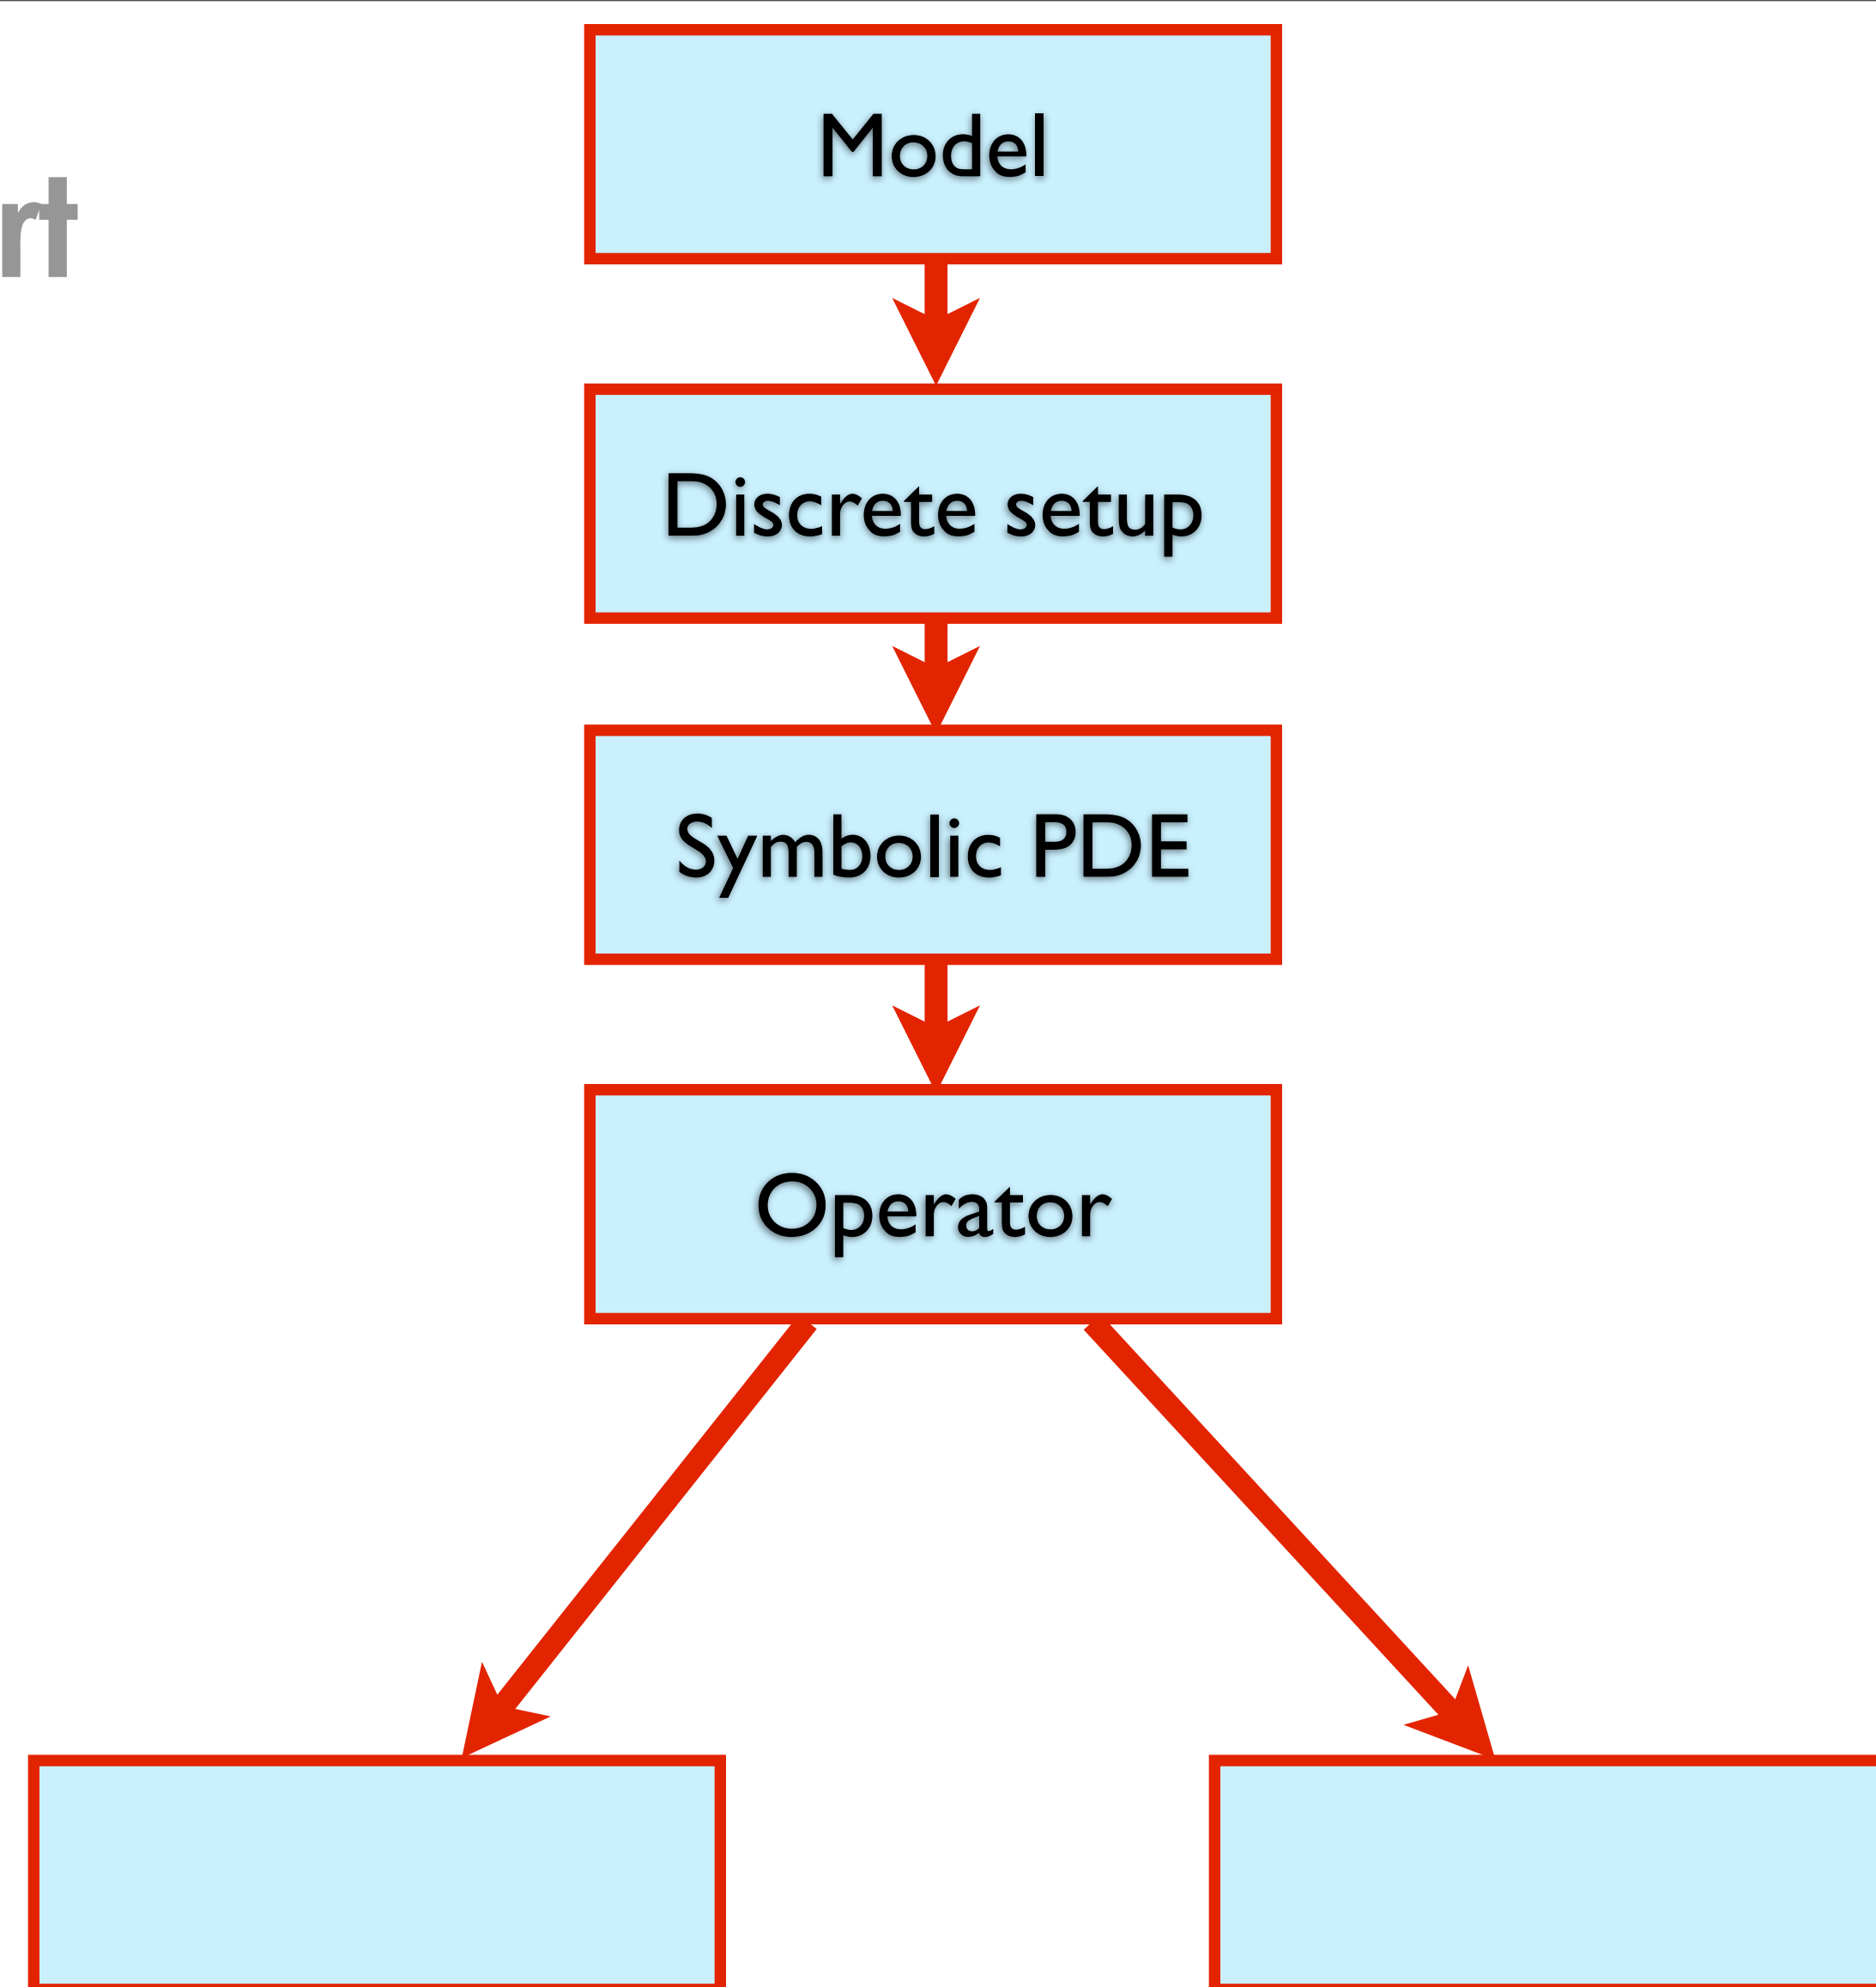 Model
rt
Discrete setup
Symbolic PDE
Operator